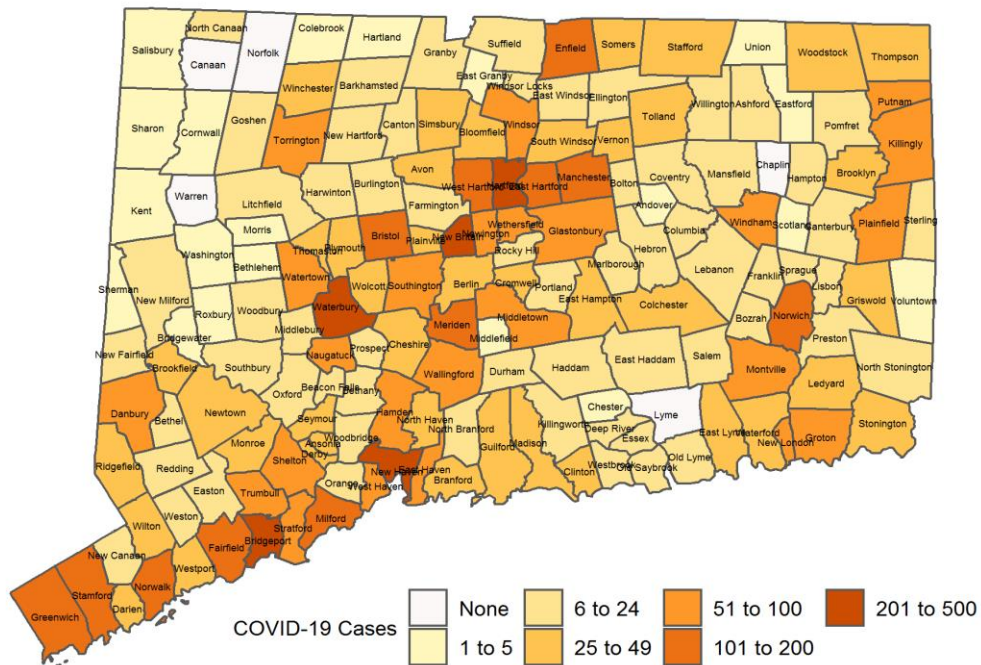 North Canaan
Colebrook
Hartland
Suffield
Enfield
Somers
Stafford
Union
Woodstock
Thompson
Salisbury
Canaan
Norfolk
Granby
East Granby
Windsor Locks
Winchester
Barkhamsted
East Windsor
Ellington
Willington
Ashford
Eastford
Putnam
Pomfret
Sharon
Cornwall
Goshen
Torrington
New Hartford
Canton
Simsbury
Bloomfield
Windsor
South Windsor
Vernon
Tolland
Killingly
Avon
West Hartford
Hartford
East Hartford
Manchester
Bolton
Coventry
Mansfield
Chaplin
Hampton
Brooklyn
Kent
Warren
Litchfield
Harwinton
Burlington
Farmington
Andover
Columbia
Windham
Scotland
Canterbury
Plainfield
Sterling
Morris
Washington
Bethlehem
Thomaston
Plymouth
Bristol
Plainville
New Britain
Newington
Wethersfield
Rocky Hill
Glastonbury
Hebron
Marlborough
Lebanon
Franklin
Sprague
Lisbon
Griswold
Voluntown
Sherman
New Milford
Roxbury
Woodbury
Watertown
Waterbury
Wolcott
Southington
Berlin
Cromwell
Portland
East Hampton
Colchester
Bozrah
Norwich
Preston
Bridgewater
Middlebury
Meriden
Middletown
Middlefield
New Fairfield
Brookfield
Southbury
Naugatuck
Prospect
Cheshire
Wallingford
Durham
Haddam
East Haddam
Salem
Montville
Ledyard
North Stonington
Danbury
Bethel
Newtown
Oxford
Beacon Falls
Bethany
Hamden
North Haven
North Branford
Guilford
Madison
Killingworth
Chester
Deep River
Essex
Lyme
East Lyme
Waterford
New London
Groton
Stonington
Ridgefield
Redding
Monroe
Seymour
Ansonia
Derby
Woodbridge
Shelton
Orange
New Haven
West Haven
East Haven
Branford
Clinton
Westbrook
Old Saybrook
Old Lyme
Easton
Trumbull
Milford
Stratford
Wilton
Weston
Fairfield
Bridgeport
New Canaan
Norwalk
Westport
Greenwich
Stamford
Darien
COVID-19 Cases
None
6 to 24
51 to 100
201 to 500
1 to 5
25 to 49
101 to 200